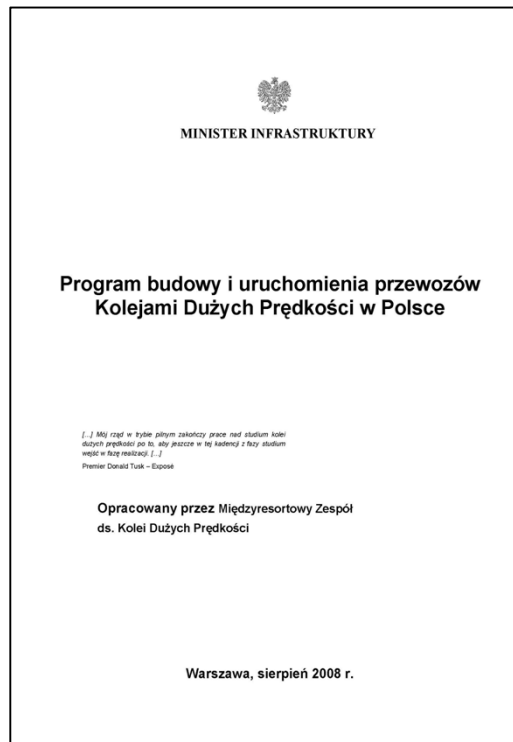 MINISTER INFRASTRUKTURY
Program budowy i uruchomienia przewozów
Kolejami Dużych Prędkości w Polsce
[...] Mój rząd w trybie pilnym zakończy prace nad studium kolei
dużych prędkości po to, aby jeszcze w tej kadencji z fazy studium
wejść w fazę realizacji. [...]
Premier Donald Tusk – Exposé
Opracowany przez Międzyresortowy Zespół
ds. Kolei Dużych Prędkości
Warszawa, sierpień 2008 r.